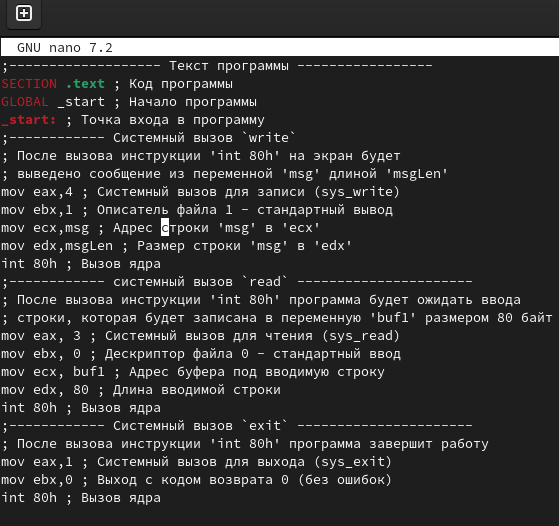 GNU nano 7.2
;------------------- Текст программы -----------------
SECTION .text ; Код программы
GLOBAL _start ; Начало программы
_start: ; Точка входа в программу
;------------ Системный вызов `write`
; После вызова инструкции 'int 80h' на экран будет
; выведено сообщение из переменной 'msg' длиной 'msgLen'
mov eax,4 ; Системный вызов для записи (sys_write)
mov ebx,1 ; Описатель файла 1 - стандартный вывод
mov ecx,msg ; Адрес строки 'msg' в 'ecx'
mov edx,msgLen ; Размер строки 'msg' в 'edx'
int 80h ; Вызов ядра
;------------ системный вызов `read` ----------------------
; После вызова инструкции 'int 80h' программа будет ожидать ввода
; строки, которая будет записана в переменную 'buf1' размером 80 байт
mov eax, 3 ; Системный вызов для чтения (sys_read)
mov ebx, 0 ; Дескриптор файла 0 - стандартный ввод
mov ecx, buf1 ; Адрес буфера под вводимую строку
mov edx, 80 ; Длина вводимой строки
int 80h ; Вызов ядра
;------------ Системный вызов `exit` ----------------------
; После вызова инструкции 'int 80h' программа завершит работу
mov eax,1 ; Системный вызов для выхода (sys_exit)
mov ebx,0 ; Выход с кодом возврата 0 (без ошибок)
int 80h ; Вызов ядра